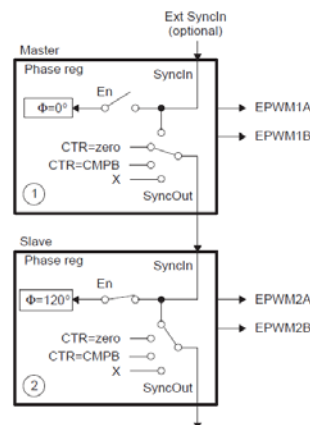 Ext SyncIn
(optional)
Master
Phase reg
SyncIn
En
Φ=0°
EPWM1A
EPWM1B
CTR=zero
CTR=CMPB
X
1
SyncOut
Slave
Phase reg
SyncIn
En
Φ=120°
EPWM2A
EPWM2B
CTR=zero
CTR=CMPB
X
2
SyncOut